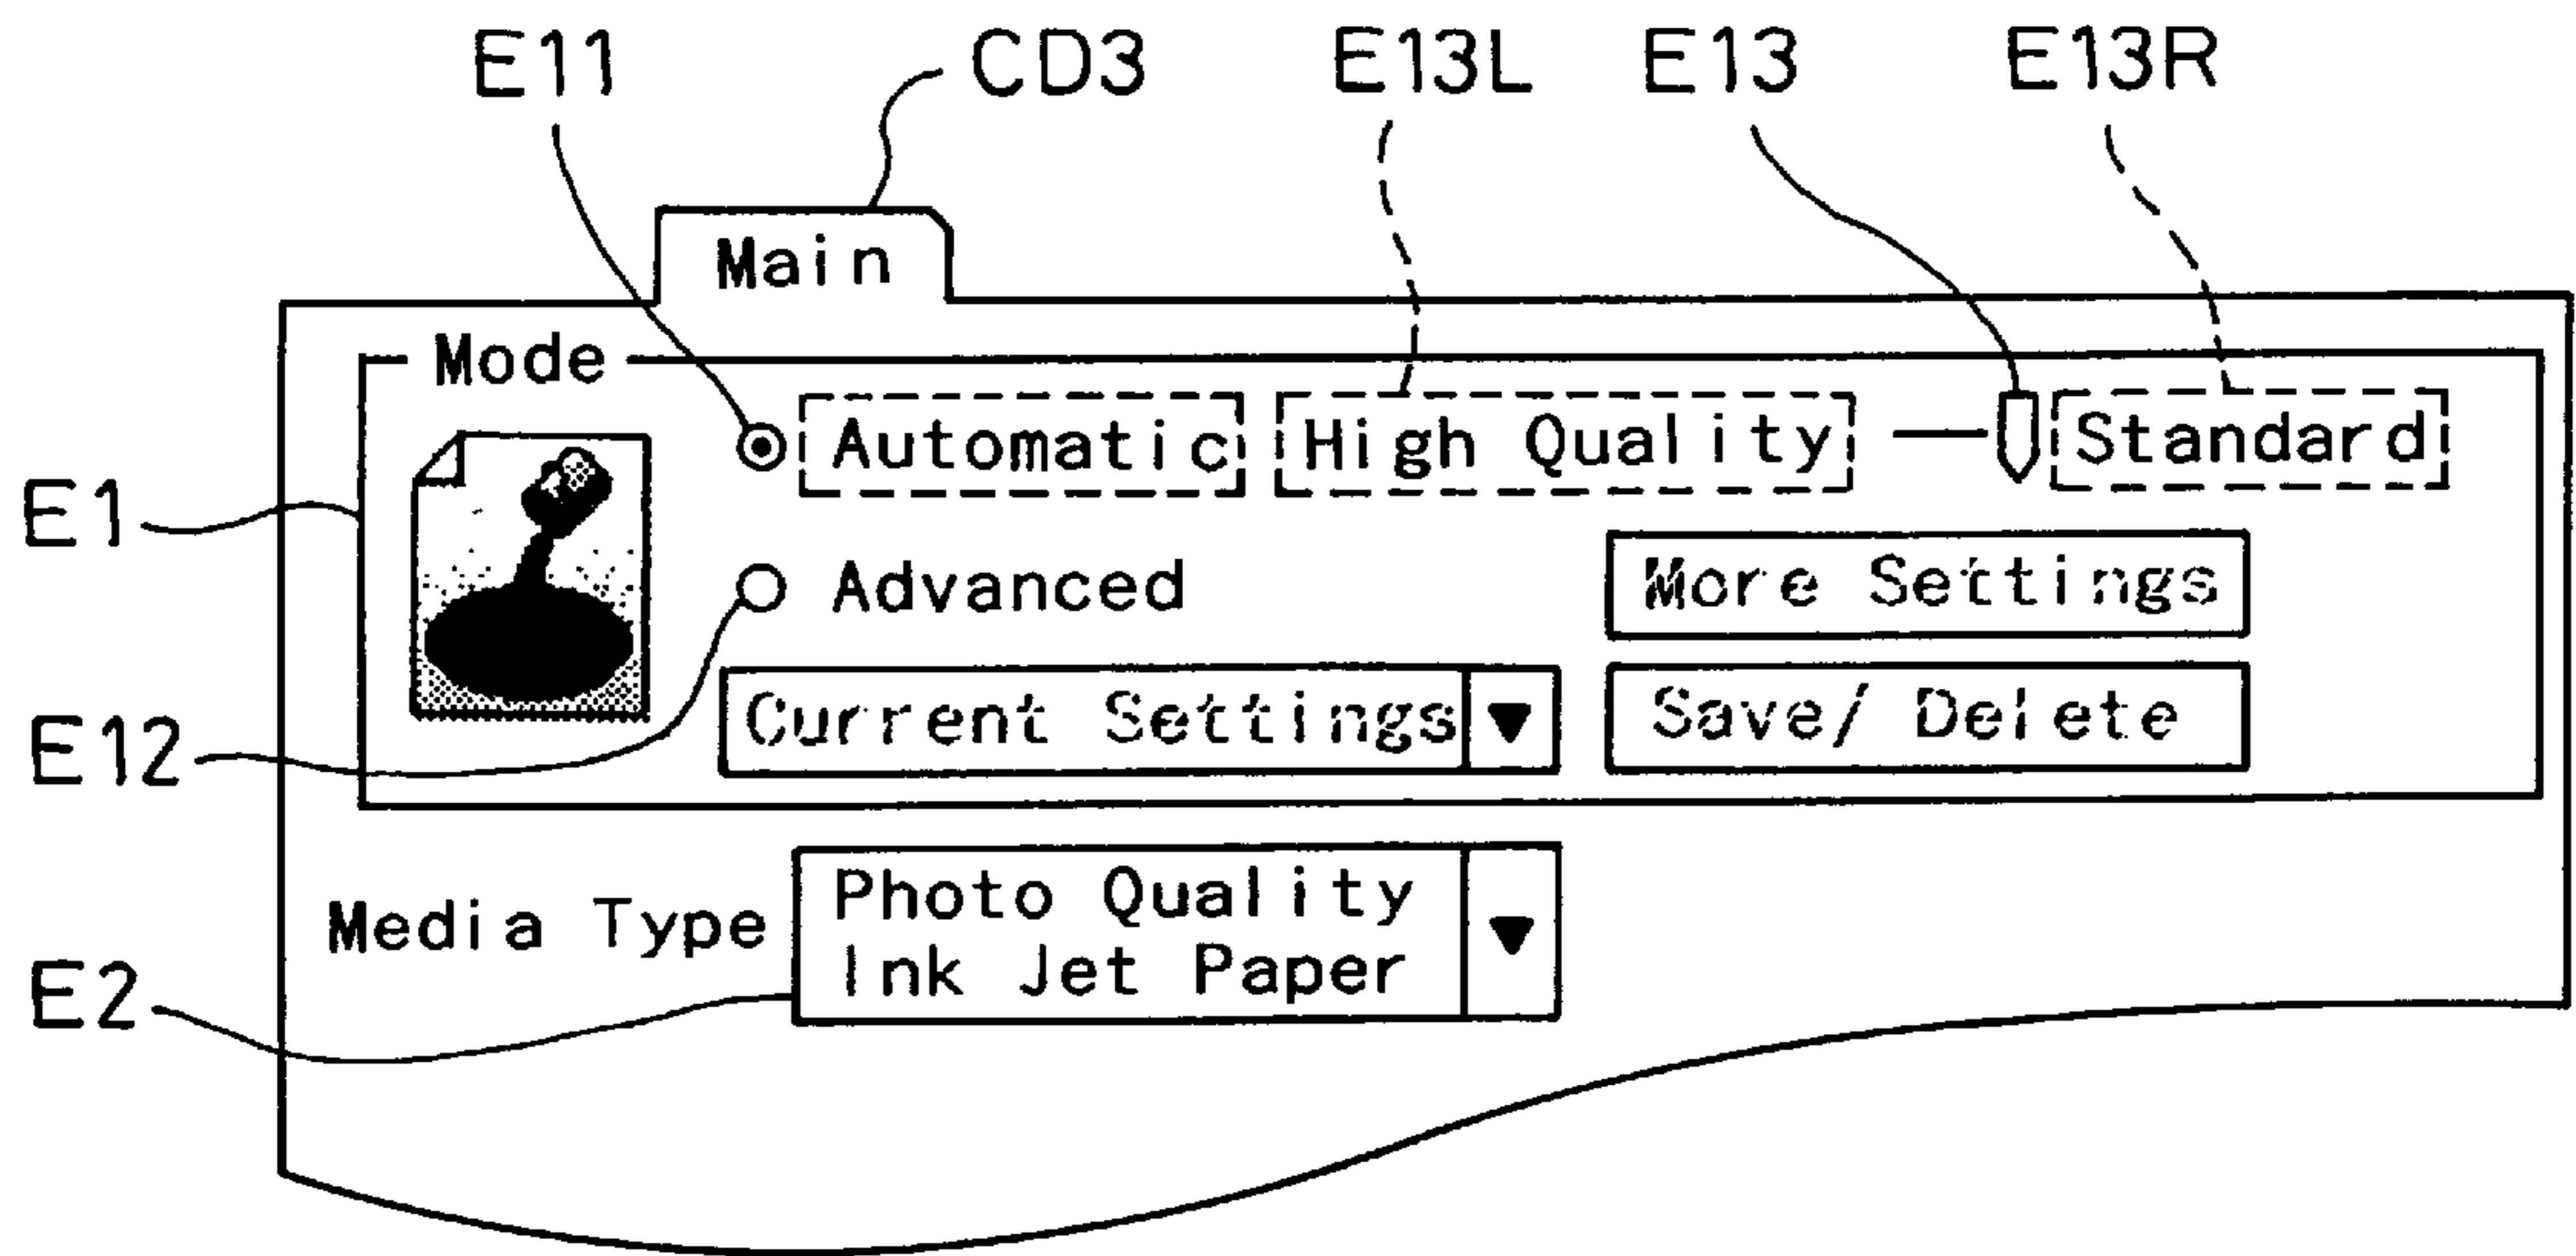 E11 CD3 E13L E13 E13R
Main
Mode
Automatic High Quality Standard
E1
Advanced More Settings
Current Settings Save/ Delete
E12
Photo Quality
Media Type
Ink Jet Paper
E2